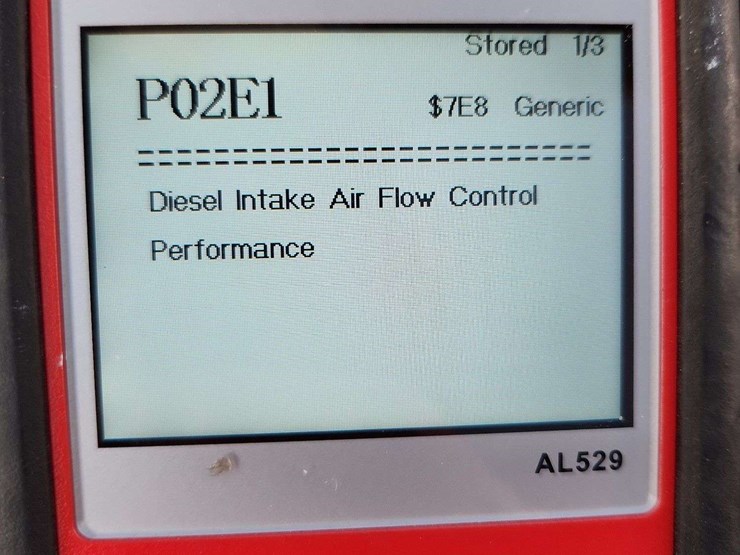 Stored 1/3
P02E1 $7E8 Generic
==========================
Diesel Intake Air Flow Control
Performance
AL529